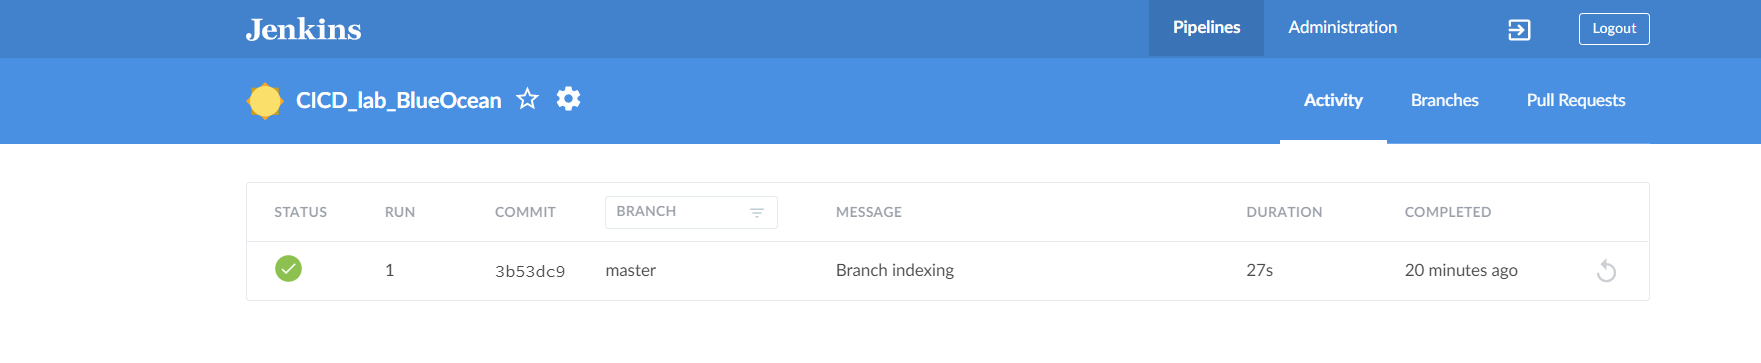 Jenkins Pipelines Administration Logout
CICD_lab_BlueOcean Activity Branches Pull Requests
STATUS RUN COMMIT BRANCH MESSAGE DURATION COMPLETED
1 3b53dc9 master Branch indexing 27s 20 minutes ago